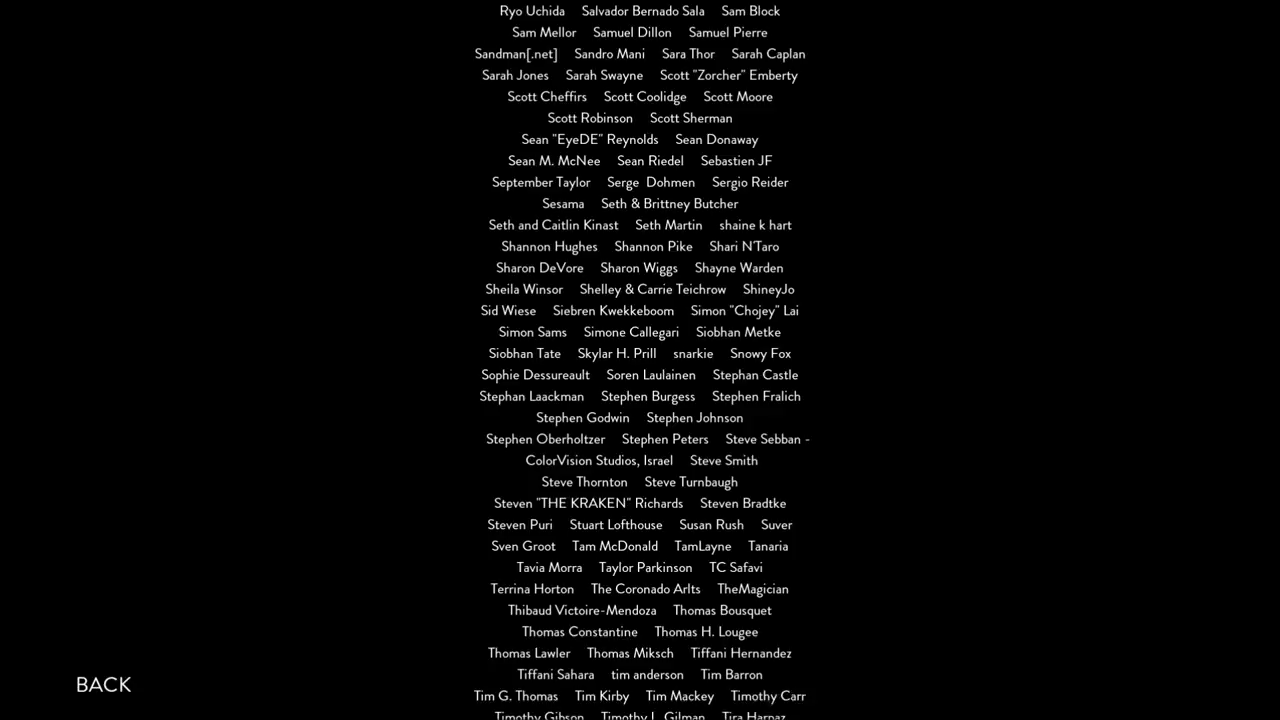 Ryo Uchida Salvador Bernado Sala Sam Block
Sam Mellor Samuel Dillon Samuel Pierre
Sandman[.net] Sandro Mani Sara Thor Sarah Caplan
Sarah Jones Sarah Swayne Scott "Zorcher" Emberty
Scott Cheffirs Scott Coolidge Scott Moore
Scott Robinson Scott Sherman
Sean "EyeDE" Reynolds Sean Donaway
Sean M. McNee Sean Riedel Sebastien JF
September Taylor Serge Dohmen Sergio Reider
Sesama Seth & Brittney Butcher
Seth and Caitlin Kinast Seth Martin shaine k hart
Shannon Hughes Shannon Pike Shari N'Taro
Sharon DeVore Sharon Wiggs Shayne Warden
Sheila Winsor Shelley & Carrie Teichrow ShineyJo
Sid Wiese Siebren Kwekkeboom Simon "Chojey" Lai
Simon Sams Simone Callegari Siobhan Metke
Siobhan Tate Skylar H. Prill snarkie Snowy Fox
Sophie Dessureault Soren Laulainen Stephan Castle
Stephan Laackman Stephen Burgess Stephen Fralich
Stephen Godwin Stephen Johnson
Stephen Oberholtzer Stephen Peters Steve Sebban -
ColorVision Studios, Israel Steve Smith
Steve Thornton Steve Turnbaugh
Steven "THE KRAKEN" Richards Steven Bradtke
Steven Puri Stuart Lofthouse Susan Rush Suver
Sven Groot Tam McDonald TamLayne Tanaria
Tavia Morra Taylor Parkinson TC Safavi
Terrina Horton The Coronado Arlts TheMagician
Thibaud Victoire-Mendoza Thomas Bousquet
Thomas Constantine Thomas H. Lougee
Thomas Lawler Thomas Miksch Tiffani Hernandez
Tiffani Sahara tim anderson Tim Barron
BACK
Tim G. Thomas Tim Kirby Tim Mackey Timothy Carr
Timothy Gibson Timothy L. Gilman Tira Harpaz